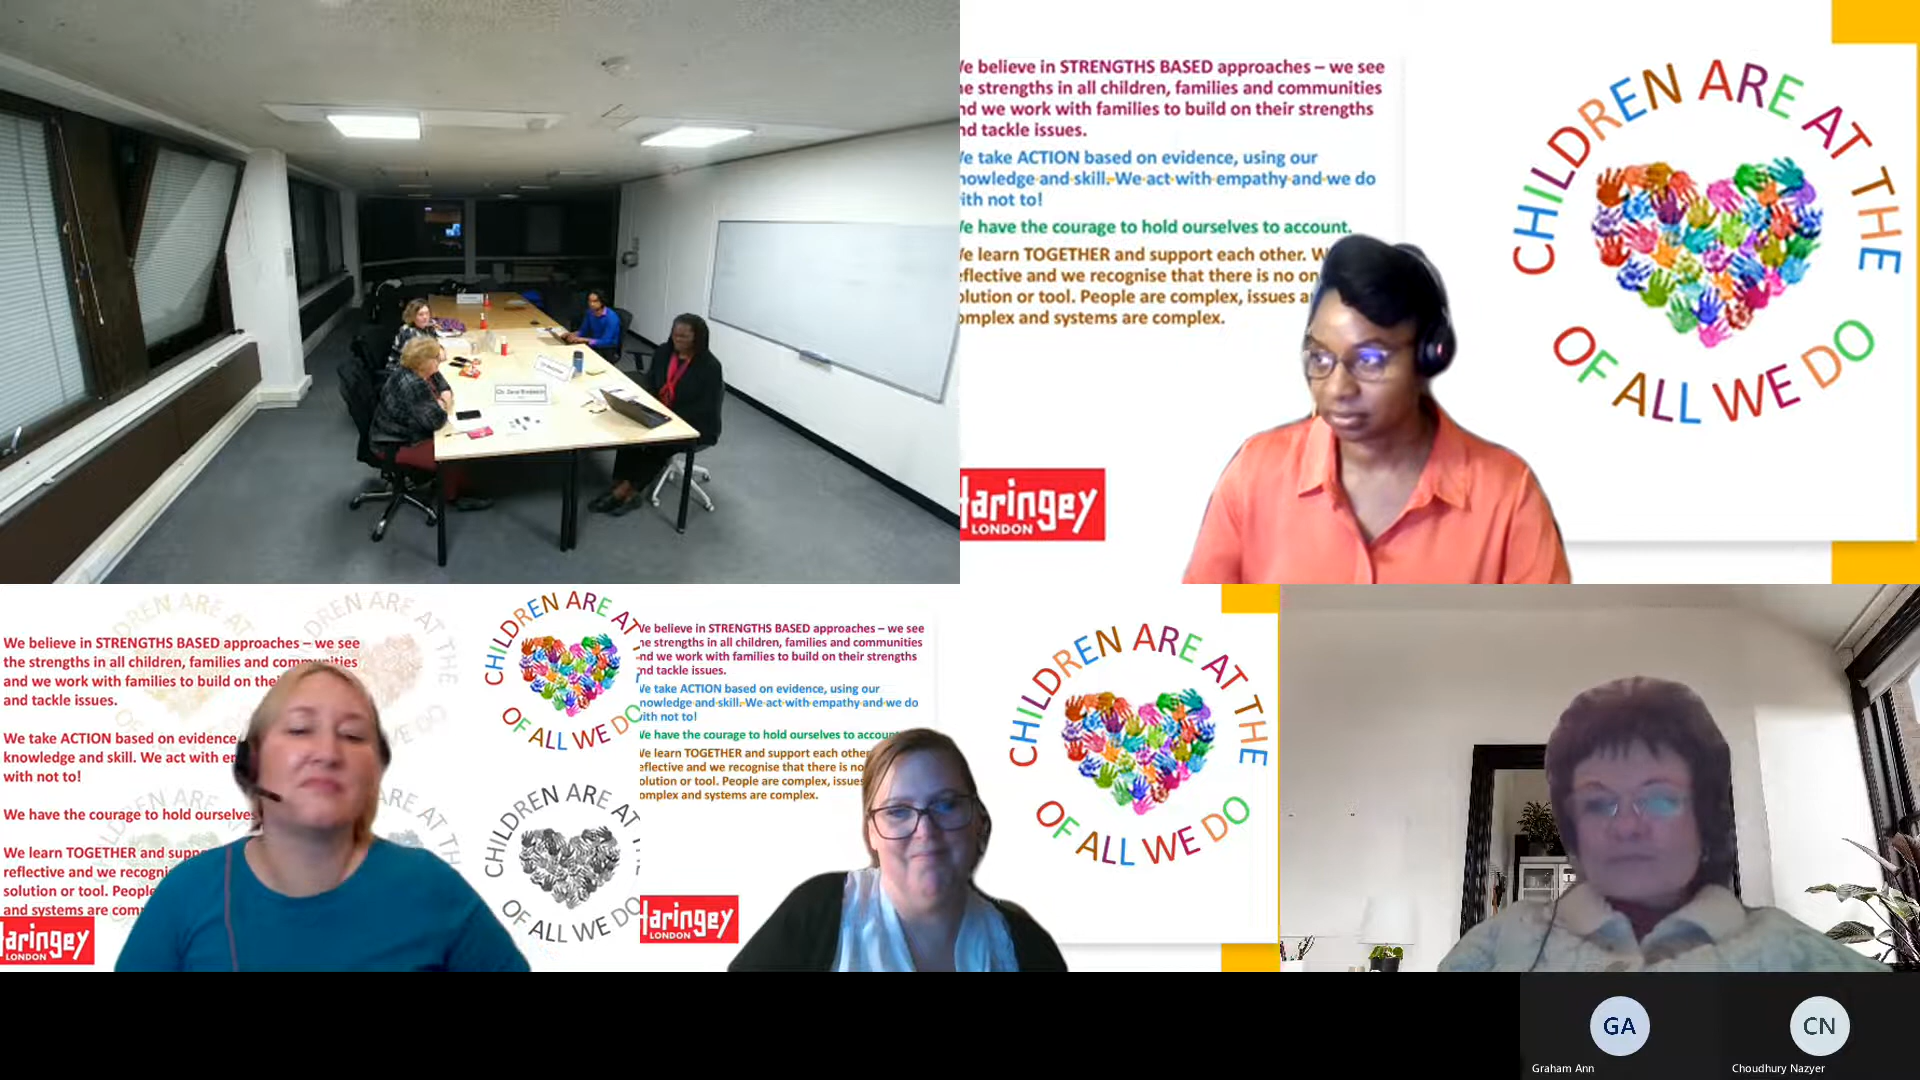 e believe in STRENGTHS BASED approaches – we see
e strengths in all children, families and communities
nd we work with families to build on their strengths
nd tackle issues.
e take ACTION based on evidence, using our
nowledge and skill. We act with empathy and we do
ith not to!
e have the courage to hold ourselves to account.
e learn TOGETHER and support each other. W
eflective and we recognise that there is no on
olution or tool. People are complex, issues a
omplex and systems are complex.
CHILDREN ARE AT THE
OF ALL WE DO
Haringey
LONDON
We believe in STRENGTHS BASED approaches – we see
the strengths in all children, families and communities
and we work with families to build on thei
and tackle issues.
We take ACTION based on evidence
knowledge and skill. We act with e
with not to!
We have the courage to hold ourselves
We learn TOGETHER and supp
reflective and we recogni
solution or tool. People
and systems are com
DREN ARE AT
DREN ARE AT THE
CHILDREN ARE AT
OF ALL WE DO
CHILDREN ARE AT
OF ALL WE DO
aringey
LONDON
e believe in STRENGTHS BASED approaches – we see
he strengths in all children, families and communities
nd we work with families to build on their strengths
nd tackle issues.
e take ACTION based on evidence, using our
nowledge and skill. We act with empathy and we do
ith not to!
e have the courage to hold ourselves to accoun
e learn TOGETHER and support each other
eflective and we recognise that there is no
olution or tool. People are complex, issues
omplex and systems are complex.
CHILDREN ARE AT THE
OF ALL WE DO
Haringey
LONDON
GA
Graham Ann
CN
Choudhury Nazyer